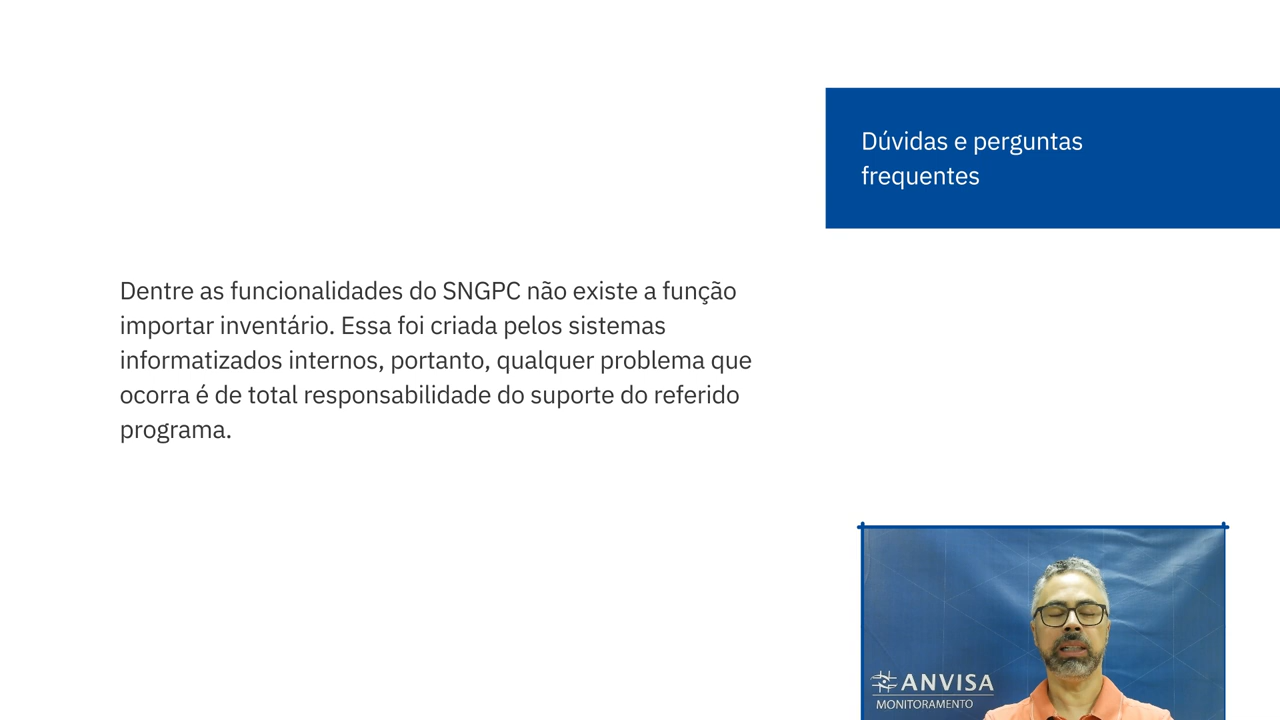 Dúvidas e perguntas
frequentes
Dentre as funcionalidades do SNGPC não existe a função
importar inventário. Essa foi criada pelos sistemas
informatizados internos, portanto, qualquer problema que
ocorra é de total responsabilidade do suporte do referido
programa.
ANVISA
MONITORAMENTO